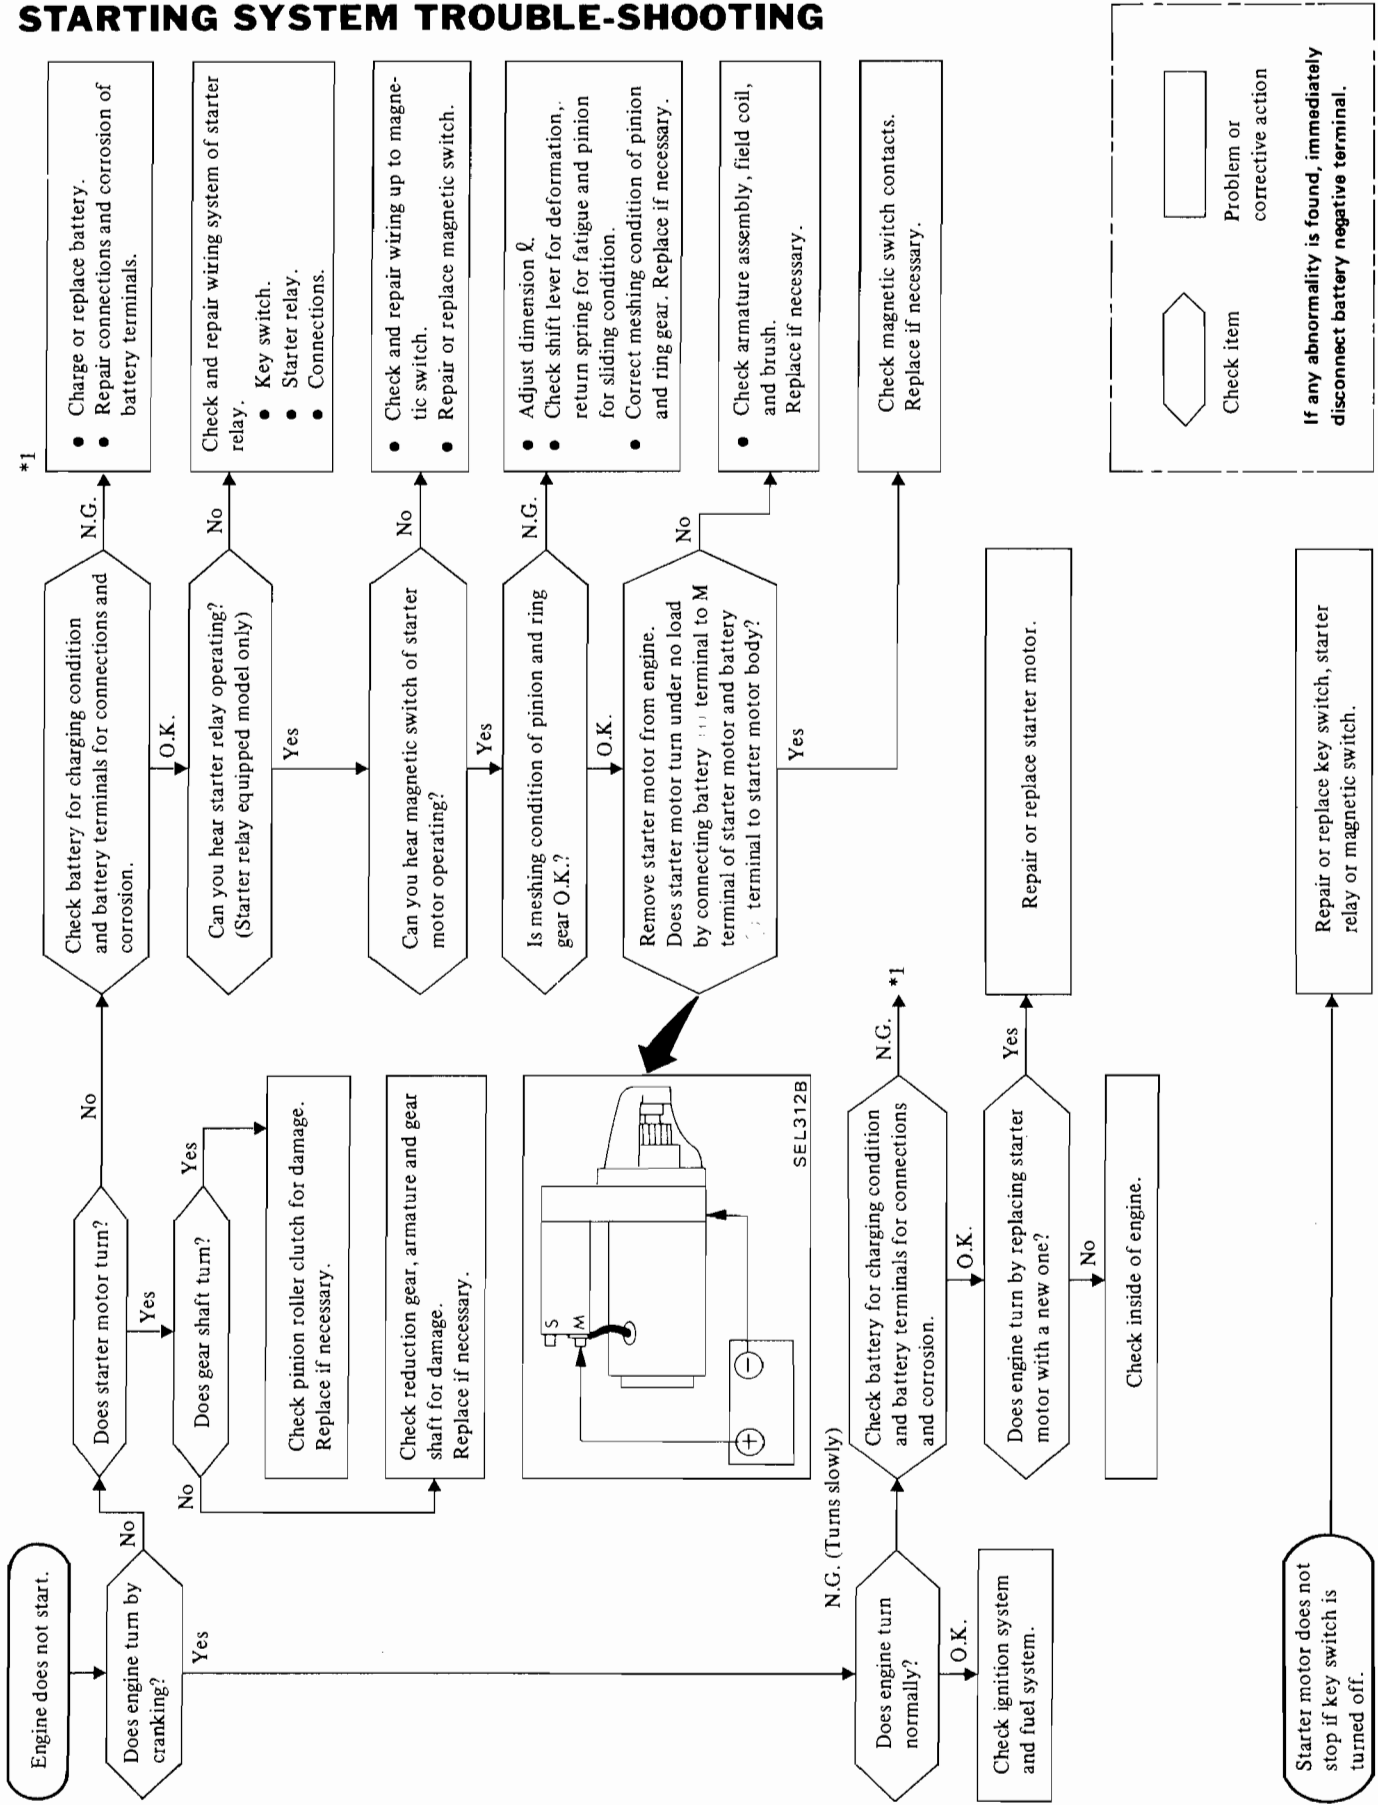 STARTING SYSTEM TROUBLE-SHOOTING
Engine does not start.
Does engine turn by
cranking?
No
Yes
Does starter motor turn?
No
Yes
Does gear shaft turn?
Yes
No
Check pinion roller clutch for damage.
Replace if necessary.
Check reduction gear, armature and gear
shaft for damage.
Replace if necessary.
Check battery for charging condition
and battery terminals for connections and
corrosion.
N.G.
*1
● Charge or replace battery.
● Repair connections and corrosion of
battery terminals.
O.K.
Can you hear starter relay operating?
(Starter relay equipped model only)
No
Check and repair wiring system of starter
relay.
● Key switch.
● Starter relay.
● Connections.
Yes
Can you hear magnetic switch of starter
motor operating?
No
● Check and repair wiring up to magne-
tic switch.
● Repair or replace magnetic switch.
Yes
Is meshing condition of pinion and ring
gear O.K.?
N.G.
● Adjust dimension ℓ.
● Check shift lever for deformation,
return spring for fatigue and pinion
for sliding condition.
● Correct meshing condition of pinion
and ring gear. Replace if necessary.
O.K.
Remove starter motor from engine.
Does starter motor turn under no load
by connecting battery terminal to M
terminal of starter motor and battery
terminal to starter motor body?
No
● Check armature assembly, field coil,
and brush.
Replace if necessary.
Yes
Check magnetic switch contacts.
Replace if necessary.
S
M
+
−
SEL312B
Does engine turn
normally?
N.G. (Turns slowly)
O.K.
Check ignition system
and fuel system.
Check battery for charging condition
and battery terminals for connections
and corrosion.
N.G.
*1
O.K.
Does engine turn by replacing starter
motor with a new one?
Yes
Repair or replace starter motor.
No
Check inside of engine.
Starter motor does not
stop if key switch is
turned off.
Repair or replace key switch, starter
relay or magnetic switch.
Check item
Problem or
corrective action
If any abnormality is found, immediately
disconnect battery negative terminal.